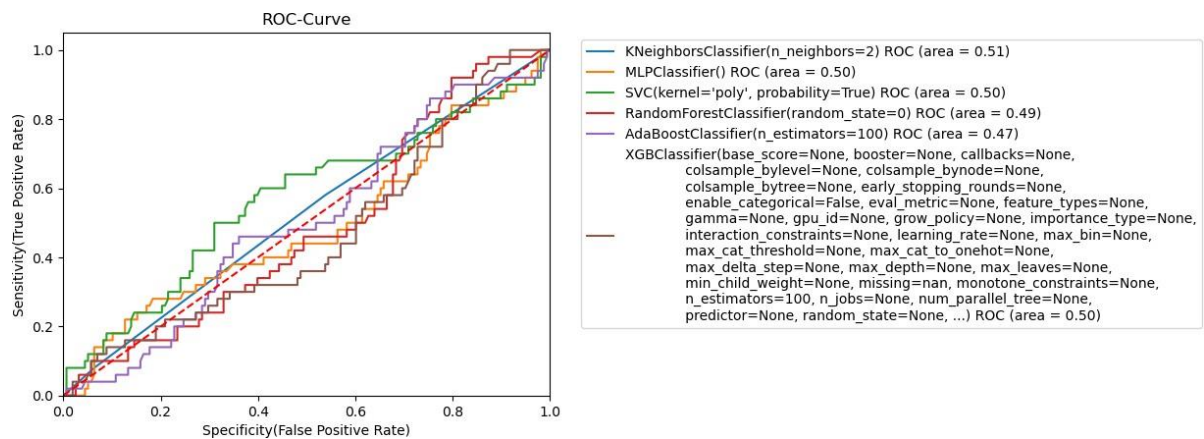 ROC-Curve
1.0
0.8
0.6
0.4
0.2
0.0
Sensitivity(True Positive Rate)
0.0 0.2 0.4 0.6 0.8 1.0
Specificity(False Positive Rate)
KNeighborsClassifier(n_neighbors=2) ROC (area = 0.51)
MLPClassifier() ROC (area = 0.50)
SVC(kernel='poly', probability=True) ROC (area = 0.50)
RandomForestClassifier(random_state=0) ROC (area = 0.49)
AdaBoostClassifier(n_estimators=100) ROC (area = 0.47)
XGBClassifier(base_score=None, booster=None, callbacks=None,
colsample_bylevel=None, colsample_bynode=None,
colsample_bytree=None, early_stopping_rounds=None,
enable_categorical=False, eval_metric=None, feature_types=None,
gamma=None, gpu_id=None, grow_policy=None, importance_type=None,
interaction_constraints=None, learning_rate=None, max_bin=None,
max_cat_threshold=None, max_cat_to_onehot=None,
max_delta_step=None, max_depth=None, max_leaves=None,
min_child_weight=None, missing=nan, monotone_constraints=None,
n_estimators=100, n_jobs=None, num_parallel_tree=None,
predictor=None, random_state=None, ...) ROC (area = 0.50)